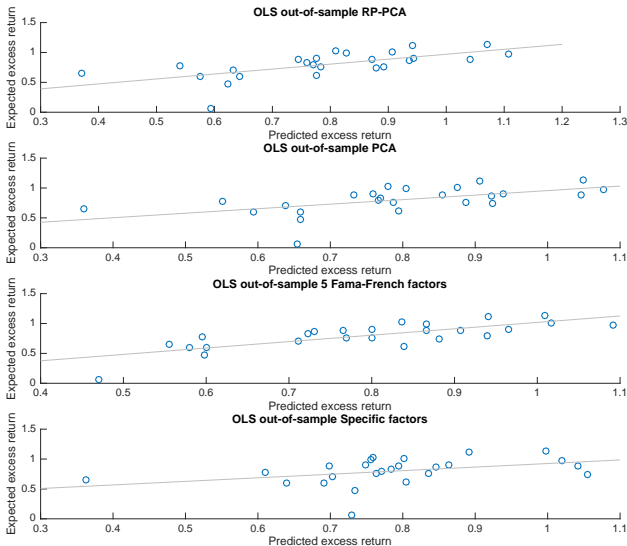 OLS out-of-sample RP-PCA
Expected excess return
1.5
1
0.5
0
0.3 0.4 0.5 0.6 0.7 0.8 0.9 1 1.1 1.2 1.3
Predicted excess return
OLS out-of-sample PCA
Expected excess return
1.5
1
0.5
0
0.3 0.4 0.5 0.6 0.7 0.8 0.9 1 1.1
Predicted excess return
OLS out-of-sample 5 Fama-French factors
Expected excess return
1.5
1
0.5
0
0.4 0.5 0.6 0.7 0.8 0.9 1 1.1
Predicted excess return
OLS out-of-sample Specific factors
Expected excess return
1.5
1
0.5
0
0.3 0.4 0.5 0.6 0.7 0.8 0.9 1 1.1
Predicted excess return